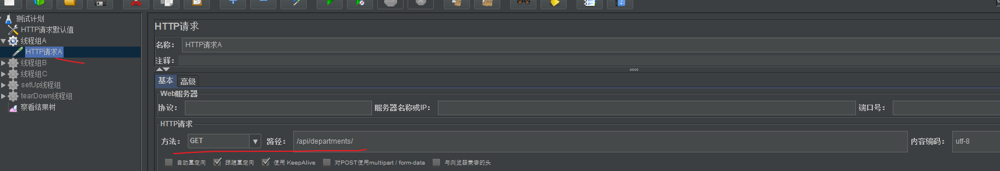 测试计划
HTTP请求默认值
线程组A
HTTP请求A
线程组B
线程组C
setUp线程组
tearDown线程组
察看结果树
HTTP请求
名称： HTTP请求A
注释：
基本 高级
Web服务器
协议： 服务器名称或IP： 端口号：
HTTP请求
方法： GET 路径： /api/departments/ 内容编码： utf-8
自动重定向 跟随重定向 使用 KeepAlive 对POST使用multipart / form-data 与浏览器兼容的头